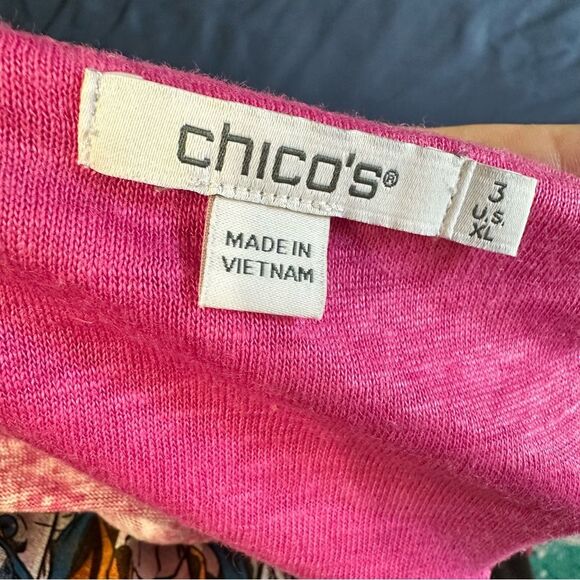 chico's®
3
U.S.
XL
MADE IN
VIETNAM